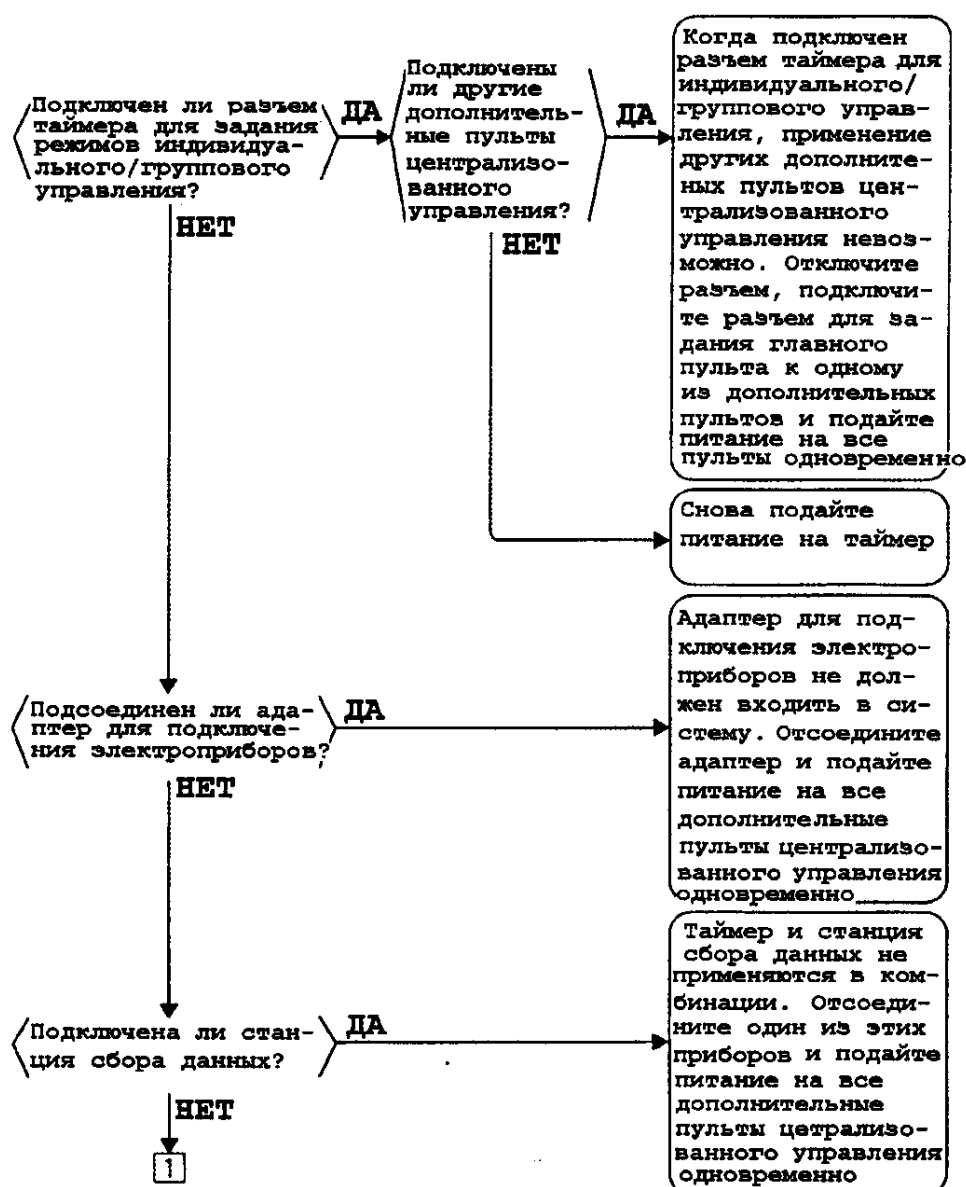 Подключен ли разъем
таймера для задания
режимов индивидуа-
льного/группового
управления?
ДА
НЕТ
Подключены
ли другие
дополнитель-
ные пульты
централизо-
ванного
управления?
ДА
НЕТ
Когда подключен
разъем таймера для
индивидуального/
группового управ-
ления, применение
других дополните-
ных пультов цен-
трализованного
управления невоз-
можно. Отключите
разъем, подключи-
те разъем для за-
дания главного
пульта к одному
из дополнительных
пультов и подайте
питание на все
пульты одновременно
Снова подайте
питание на таймер
Подсоединен ли ада-
птер для подключе-
ния электроприборов?
ДА
НЕТ
Адаптер для под-
ключения электро-
приборов не дол-
жен входить в си-
стему. Отсоедините
адаптер и подайте
питание на все
дополнительные
пульты централизо-
ванного управления
одновременно
Подключена ли стан-
ция сбора данных?
ДА
НЕТ
Таймер и станция
сбора данных не
применяются в ком-
бинации. Отсоеди-
ните один из этих
приборов и подайте
питание на все
дополнительные
пульты цетрализо-
ванного управления
одновременно
1